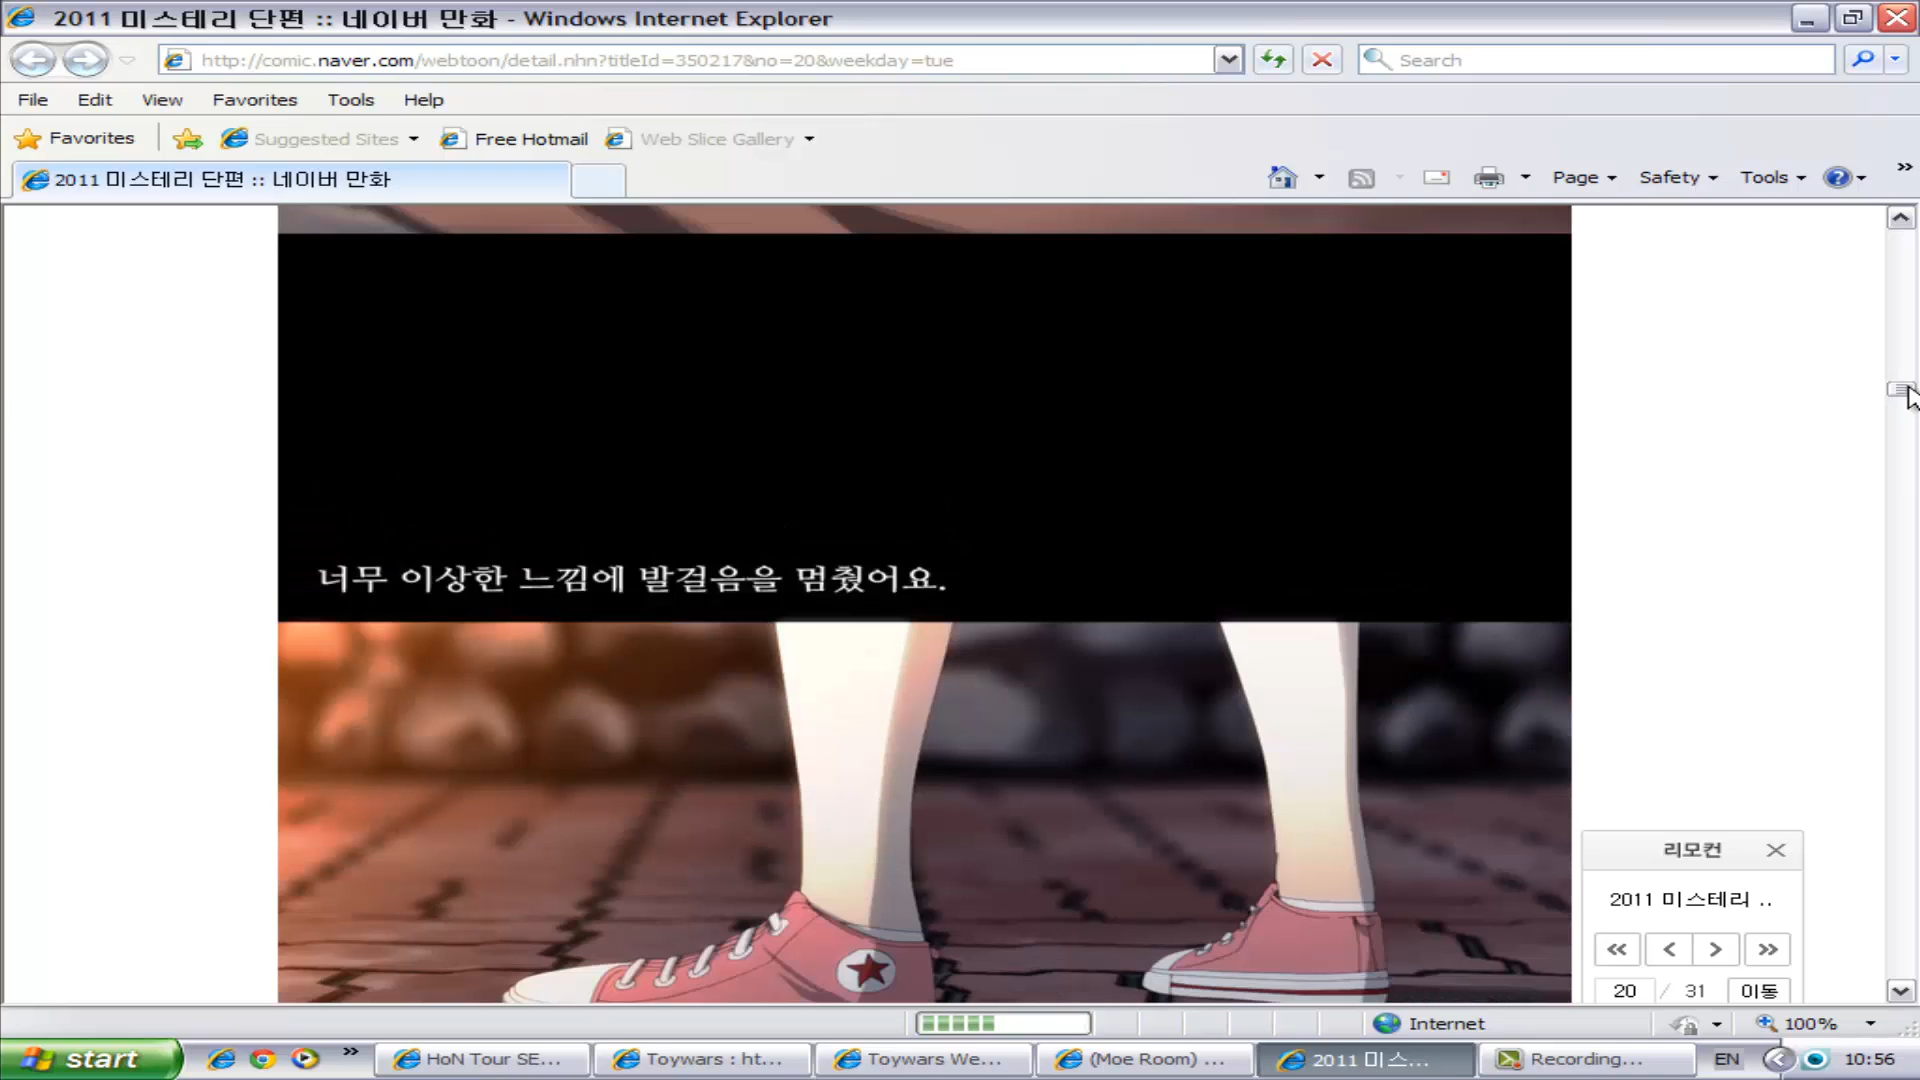 2011 미스테리 단편 :: 네이버 만화 - Windows Internet Explorer
http://comic.naver.com/webtoon/detail.nhn?titleId=350217&no=20&weekday=tue
Search
File Edit View Favorites Tools Help
Favorites Suggested Sites Free Hotmail Web Slice Gallery
2011 미스테리 단편 :: 네이버 만화
Page Safety Tools
너무 이상한 느낌에 발걸음을 멈췄어요.
리모컨
2011 미스테리 ..
20 / 31 이동
Internet 100%
start HoN Tour SE... Toywars : ht... Toywars We... (Moe Room) ... 2011 미스... Recording... EN 10:56